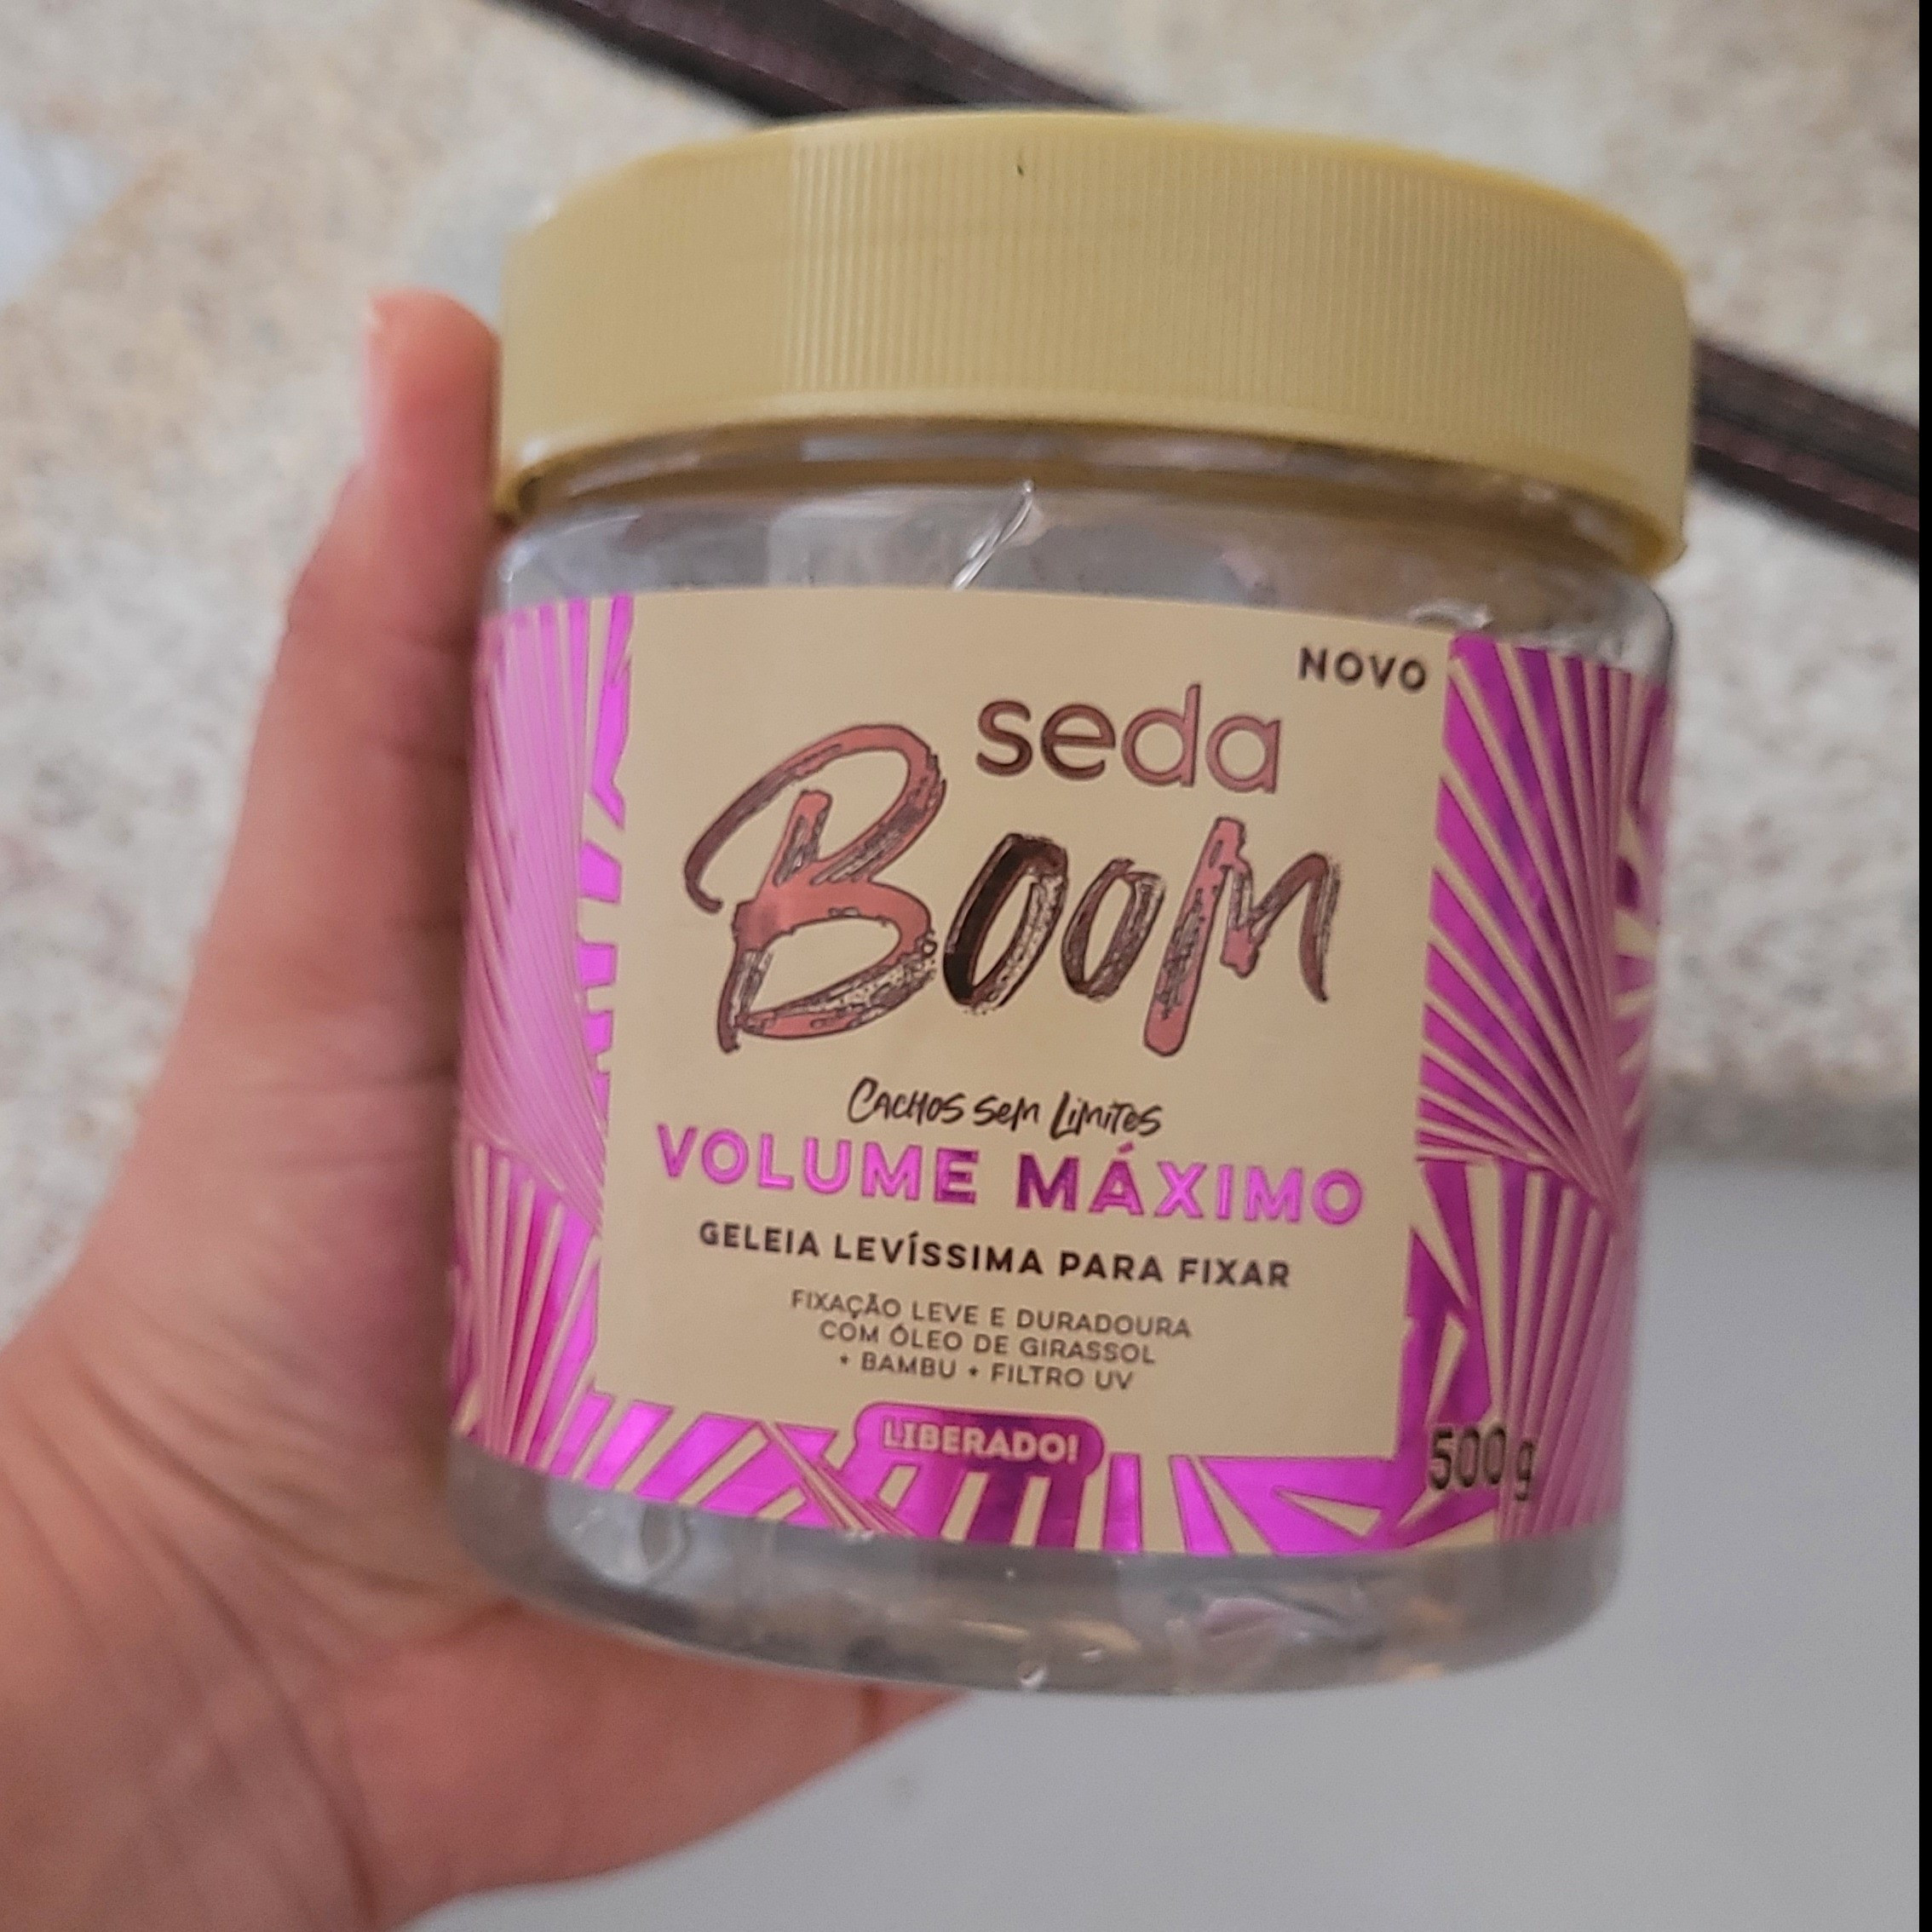 NOVO
seda
BOOM
CACHOS SEM LIMITES
VOLUME MÁXIMO
GELEIA LEVÍSSIMA PARA FIXAR
FIXAÇÃO LEVE E DURADOURA
COM ÓLEO DE GIRASSOL
+ BAMBU + FILTRO UV
LIBERADO!
500 g